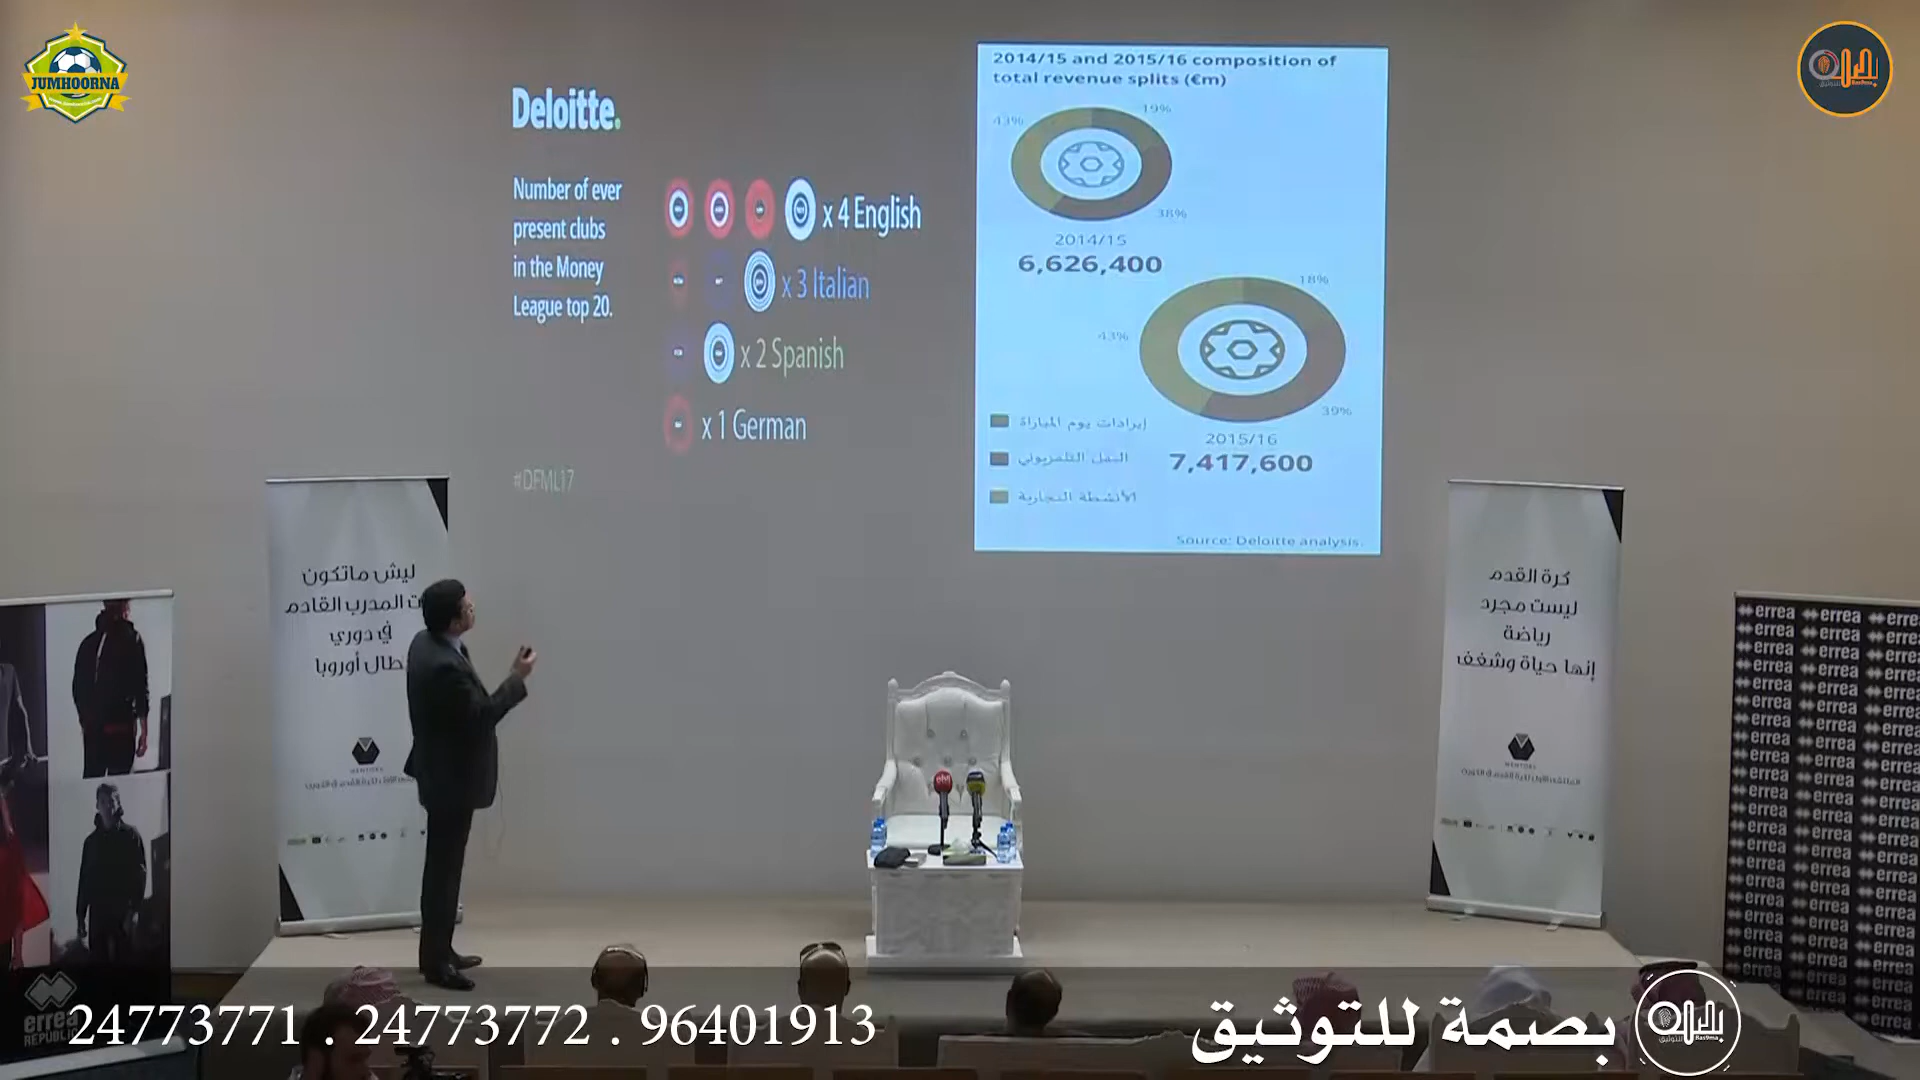 JUMHOORNA
بصمة
للتوثيق
Deloitte.
Number of ever
present clubs
in the Money
League top 20.
x 4 English
x 3 Italian
x 2 Spanish
x 1 German
#DFML17
2014/15 and 2015/16 composition of
total revenue splits (€m)
19%
43%
38%
2014/15
6,626,400
18%
43%
39%
2015/16
7,417,600
إيرادات يوم المباراة
النقل التلفزيوني
الأنشطة التجارية
Source: Deloitte analysis.
ليش ماتكون
المدرب القادم
في دوري
أوروبا
كرة القدم
ليست مجرد
رياضة
إنها حياة وشغف
errea
errea
REPUBLIC
24773771 . 24773772 . 96401913
بصمة للتوثيق